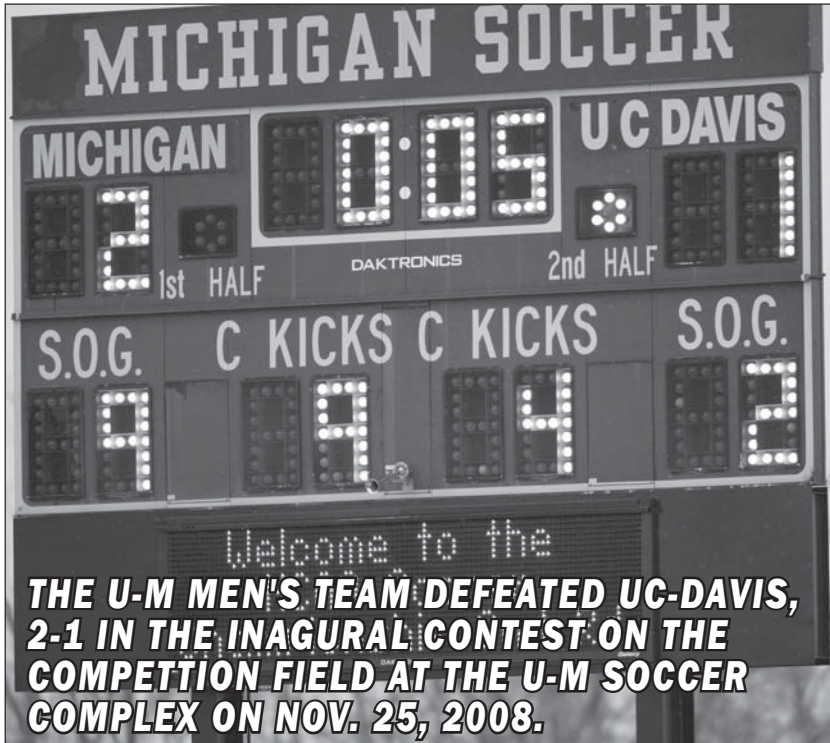 MICHIGAN SOCCER
MICHIGAN 0:05 UC DAVIS
2 1
1st HALF DAKTRONICS 2nd HALF
S.O.G. C KICKS C KICKS S.O.G.
9 9 4 2
Welcome to the
THE U-M MEN'S TEAM DEFEATED UC-DAVIS,
2-1 IN THE INAGURAL CONTEST ON THE
COMPETTION FIELD AT THE U-M SOCCER
COMPLEX ON NOV. 25, 2008.